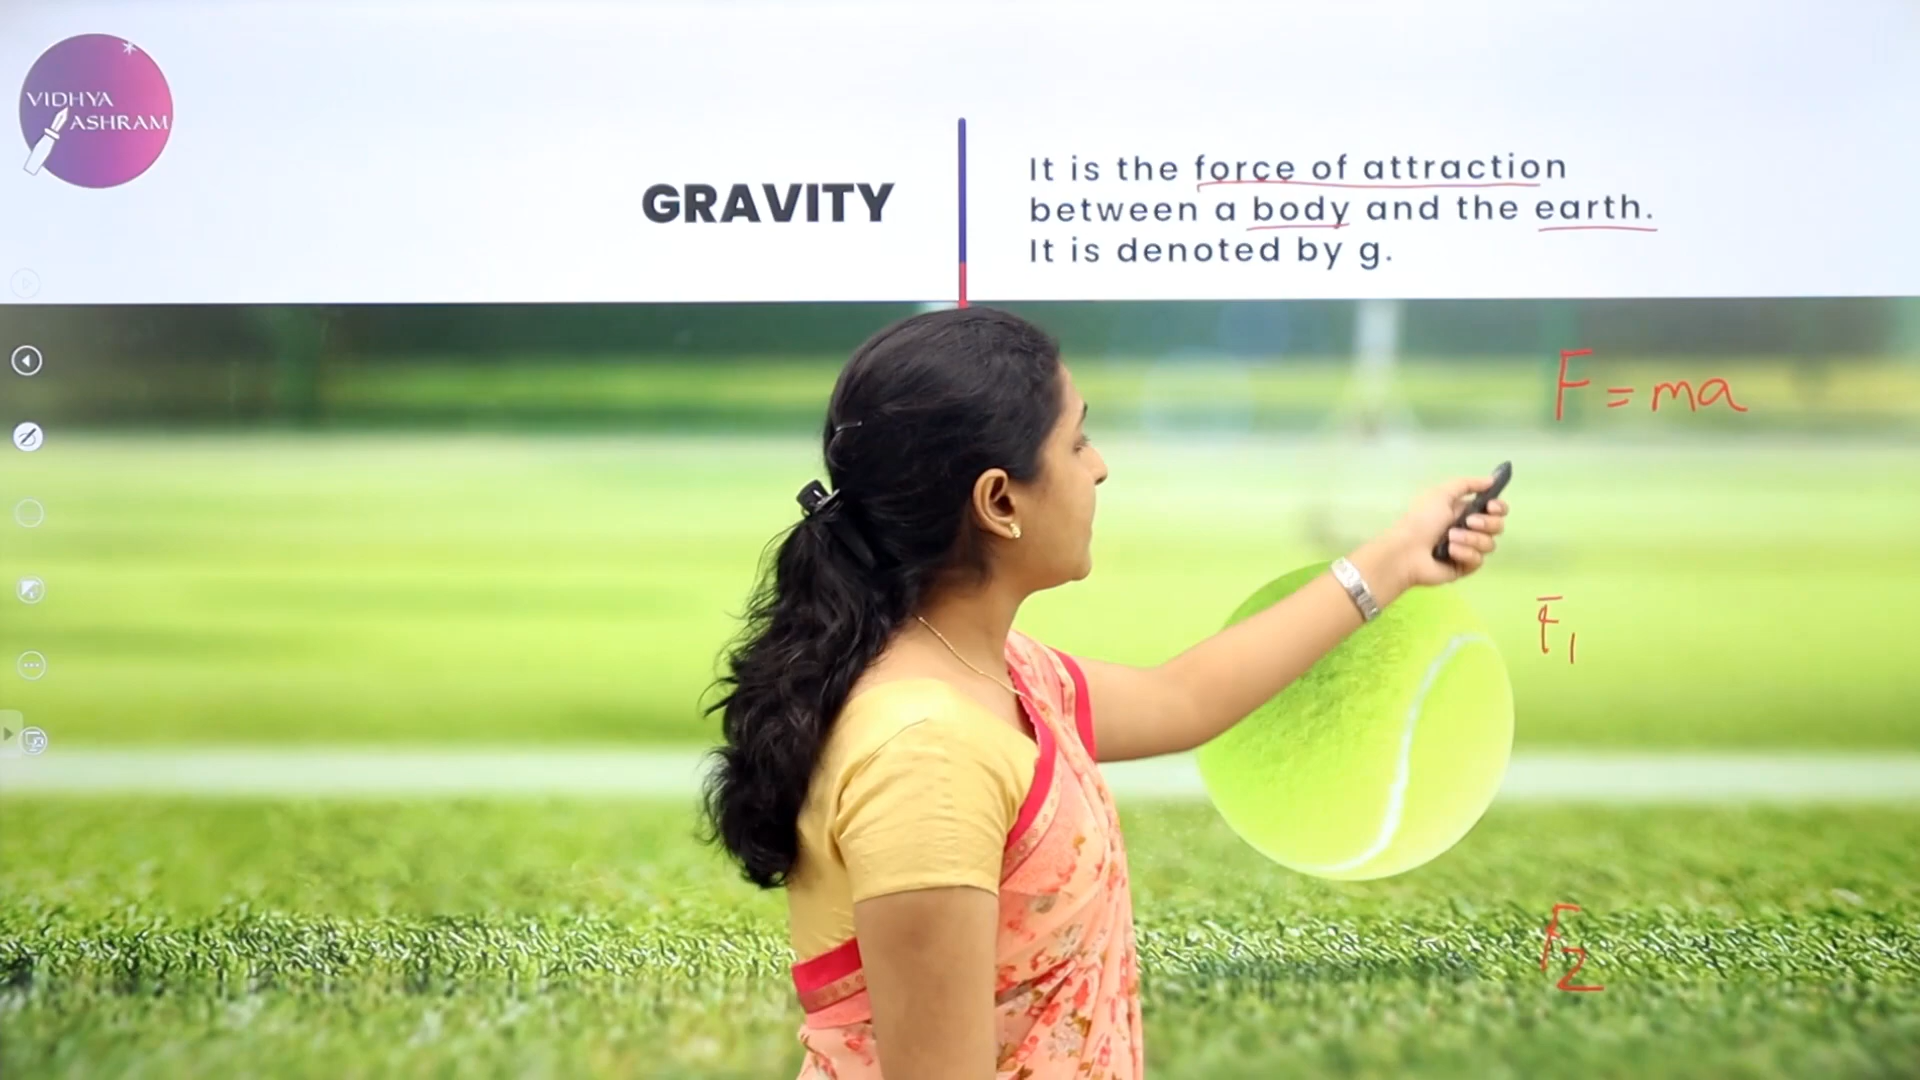 VIDHYA
ASHRAM
GRAVITY
It is the force of attraction
between a body and the earth.
It is denoted by g.
F = ma
F1
F2